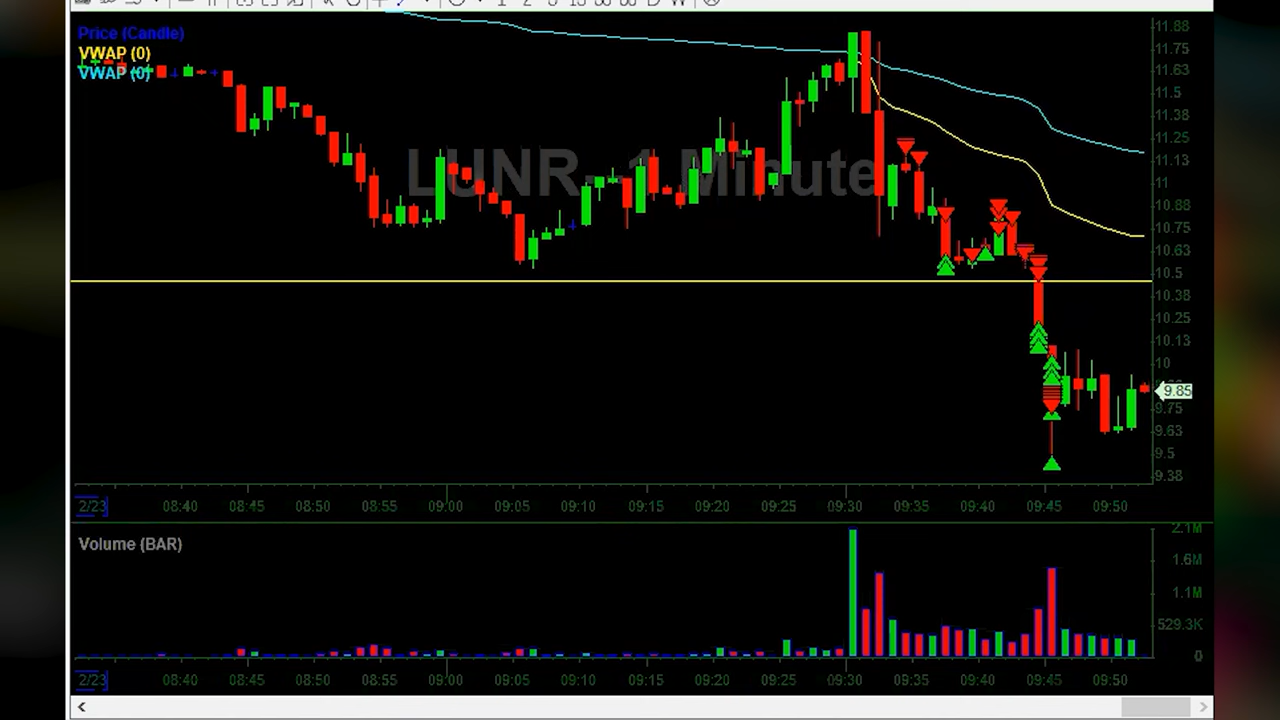 Price (Candle)
VWAP (0)
VWAP (0)
LUNR--1 Minute
11.88
11.75
11.63
11.5
11.38
11.25
11.13
11
10.88
10.75
10.63
10.5
10.38
10.25
10.13
10
9.85
9.75
9.63
9.5
9.38
2/23 08:40 08:45 08:50 08:55 09:00 09:05 09:10 09:15 09:20 09:25 09:30 09:35 09:40 09:45 09:50
Volume (BAR)
2.1M
1.6M
1.1M
529.3K
0
2/23 08:40 08:45 08:50 08:55 09:00 09:05 09:10 09:15 09:20 09:25 09:30 09:35 09:40 09:45 09:50